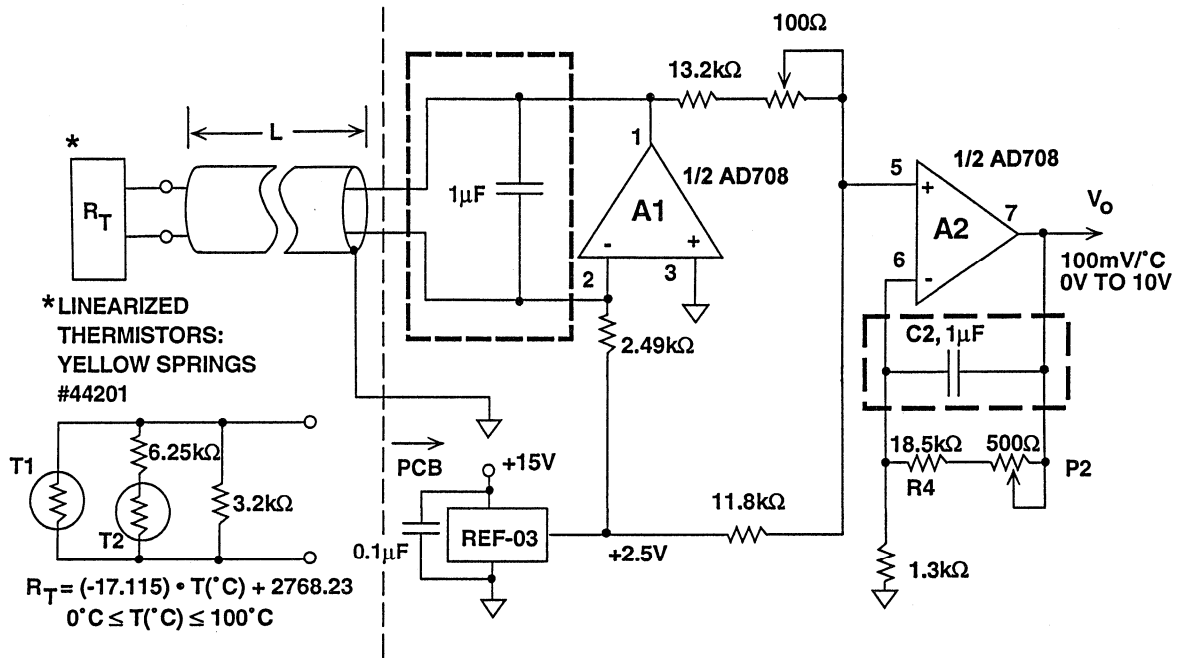 100Ω
13.2kΩ
L
*
R_T
1µF
1
1/2 AD708
A1
-
+
2
3
5
1/2 AD708
+
A2
7
V_O
6
-
100mV/°C
0V TO 10V
*LINEARIZED
THERMISTORS:
YELLOW SPRINGS
#44201
2.49kΩ
C2, 1µF
6.25kΩ
T1
T2
3.2kΩ
PCB
+15V
18.5kΩ
500Ω
R4
P2
11.8kΩ
0.1µF
REF-03
+2.5V
1.3kΩ
R_T = (-17.115) • T(°C) + 2768.23
0°C ≤ T(°C) ≤ 100°C